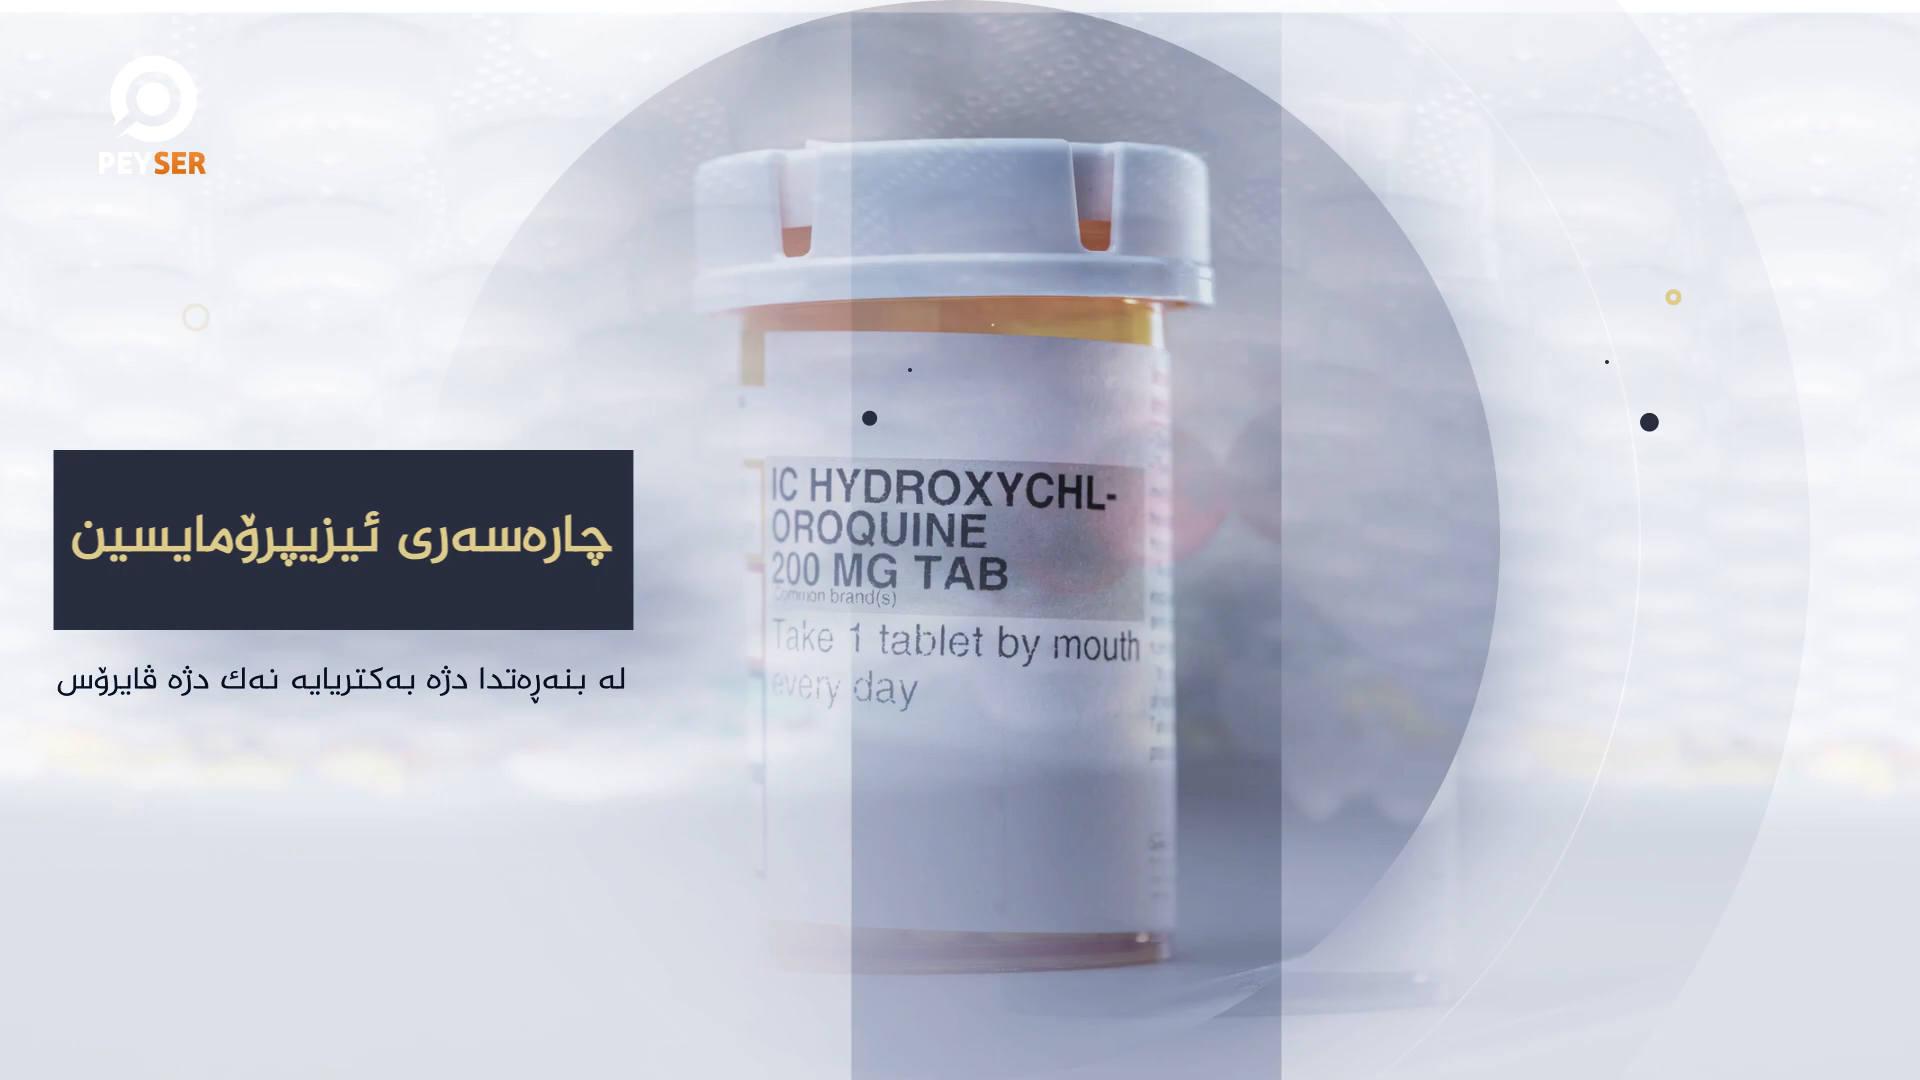 PEYSER
چارەسەری ئیزیپرۆمایسین
لە بنەڕەتدا دژە بەکتریایە نەك دژە ڤایرۆس
IC HYDROXYCHL-
OROQUINE
200 MG TAB
Common brand(s)
Take 1 tablet by mouth
every day